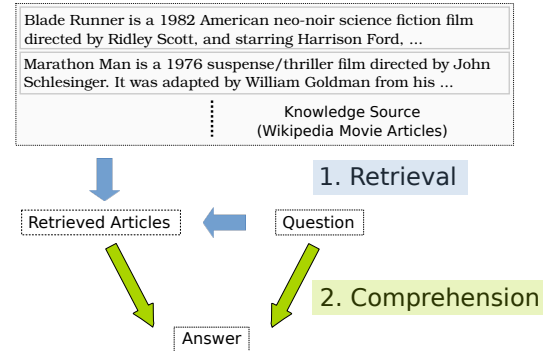 Blade Runner is a 1982 American neo-noir science fiction film
directed by Ridley Scott, and starring Harrison Ford, ...
Marathon Man is a 1976 suspense/thriller film directed by John
Schlesinger. It was adapted by William Goldman from his ...
Knowledge Source
(Wikipedia Movie Articles)
1. Retrieval
Retrieved Articles
Question
2. Comprehension
Answer